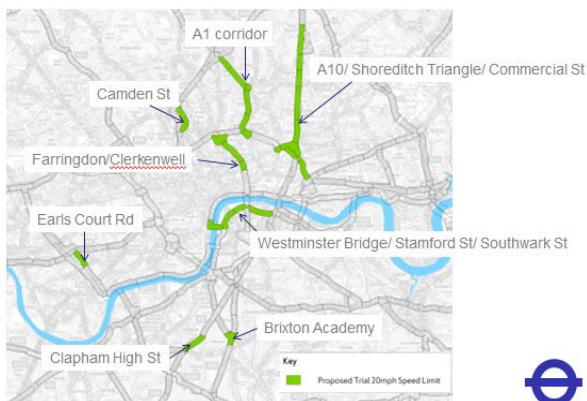 A1 corridor
A10/ Shoreditch Triangle/ Commercial St
Camden St
Farringdon/Clerkenwell
Earls Court Rd
Westminster Bridge/ Stamford St/ Southwark St
Brixton Academy
Clapham High St
Key
Proposed Trial 20mph Speed Limit